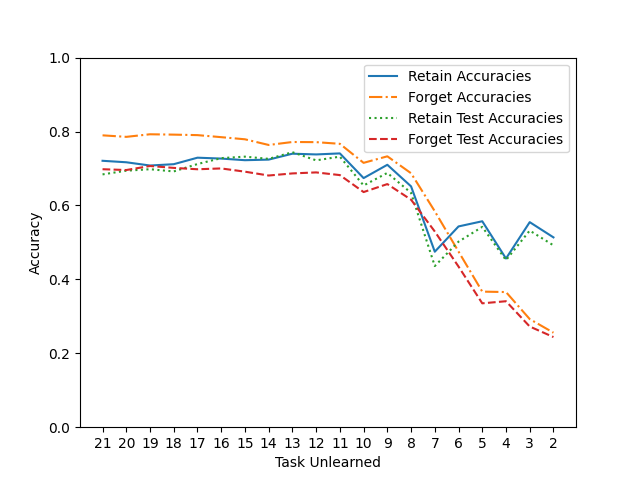 1.0
0.8
0.6
0.4
0.2
0.0
Accuracy
Retain Accuracies
Forget Accuracies
Retain Test Accuracies
Forget Test Accuracies
21 20 19 18 17 16 15 14 13 12 11 10 9 8 7 6 5 4 3 2
Task Unlearned